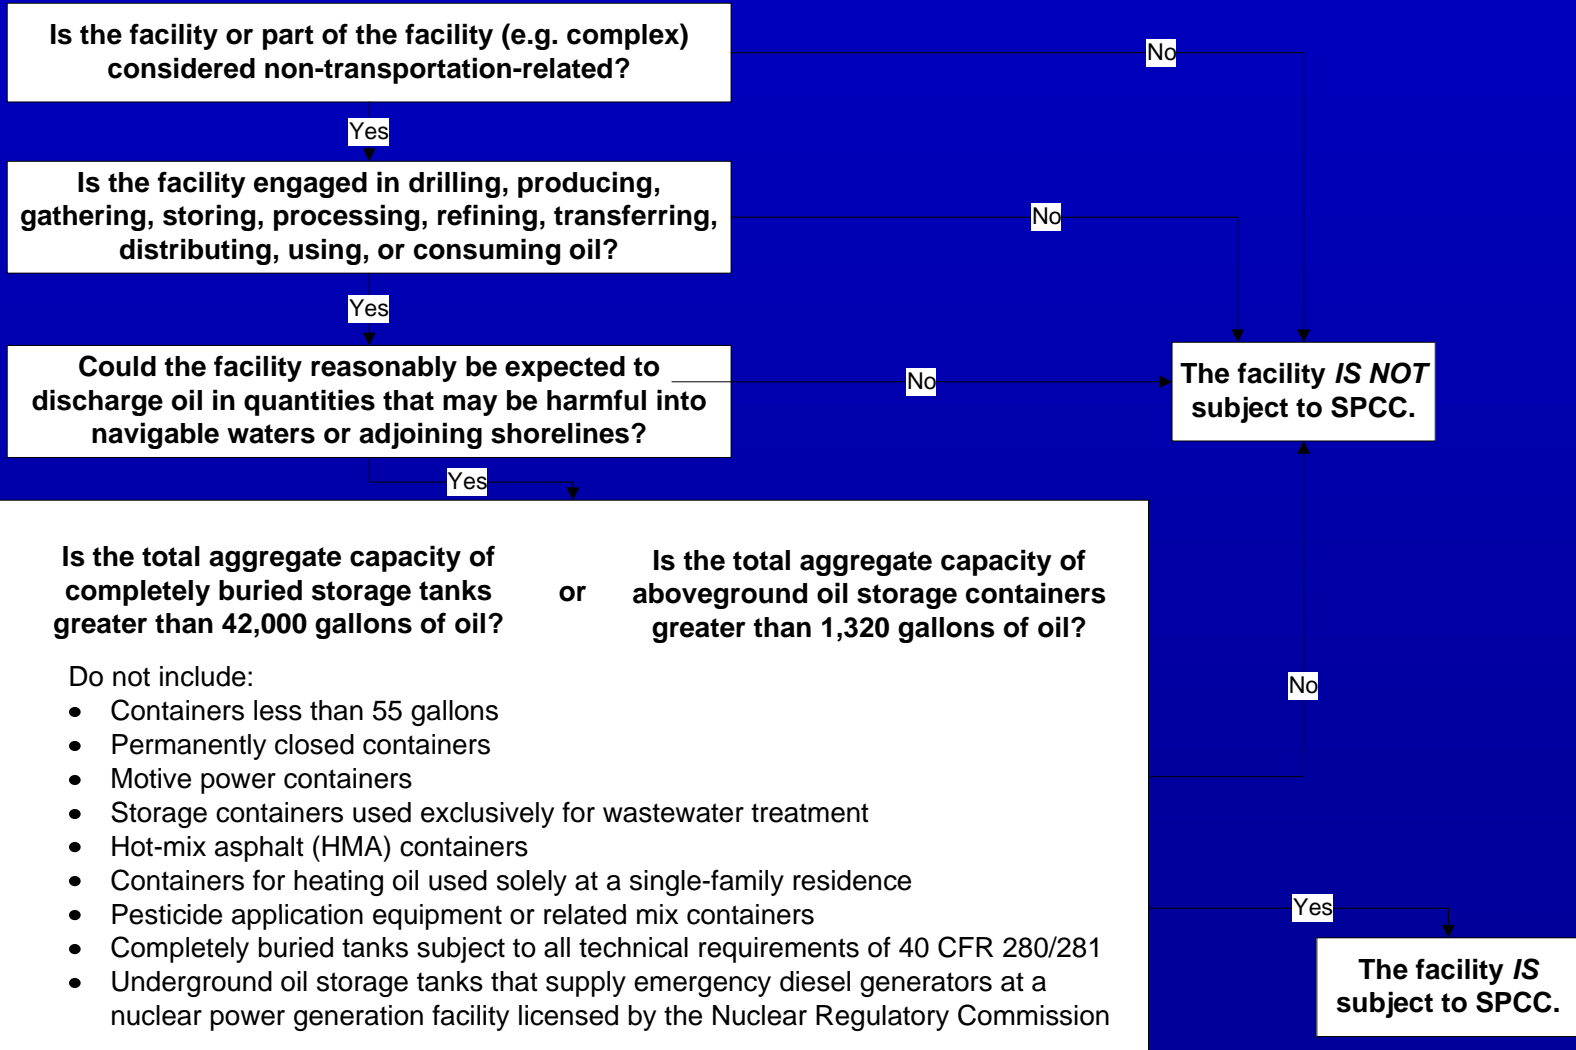 Is the facility or part of the facility (e.g. complex)
considered non-transportation-related?
No
Yes
Is the facility engaged in drilling, producing,
gathering, storing, processing, refining, transferring,
distributing, using, or consuming oil?
No
Yes
Could the facility reasonably be expected to
discharge oil in quantities that may be harmful into
navigable waters or adjoining shorelines?
No
The facility IS NOT
subject to SPCC.
Yes
Is the total aggregate capacity of
completely buried storage tanks
greater than 42,000 gallons of oil?
or
Is the total aggregate capacity of
aboveground oil storage containers
greater than 1,320 gallons of oil?
Do not include:
• Containers less than 55 gallons
• Permanently closed containers
• Motive power containers
• Storage containers used exclusively for wastewater treatment
• Hot-mix asphalt (HMA) containers
• Containers for heating oil used solely at a single-family residence
• Pesticide application equipment or related mix containers
• Completely buried tanks subject to all technical requirements of 40 CFR 280/281
• Underground oil storage tanks that supply emergency diesel generators at a
nuclear power generation facility licensed by the Nuclear Regulatory Commission
No
Yes
The facility IS
subject to SPCC.